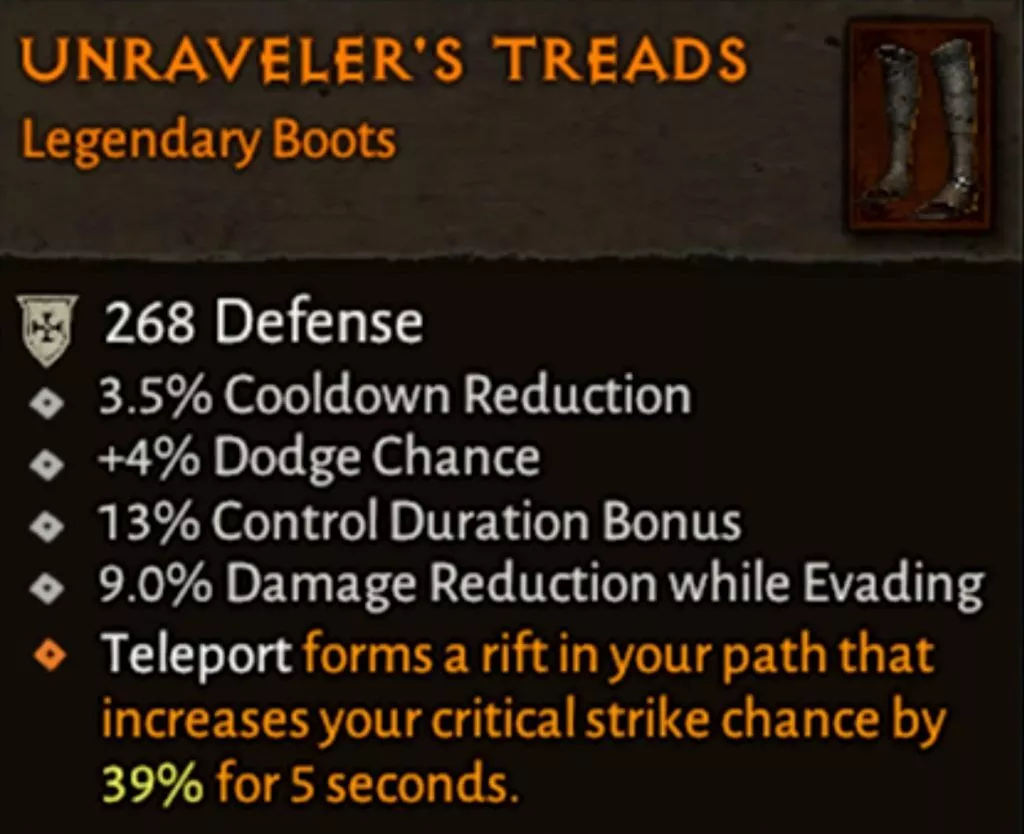 UNRAVELER'S TREADS
Legendary Boots
268 Defense
3.5% Cooldown Reduction
+4% Dodge Chance
13% Control Duration Bonus
9.0% Damage Reduction while Evading
Teleport forms a rift in your path that
increases your critical strike chance by
39% for 5 seconds.